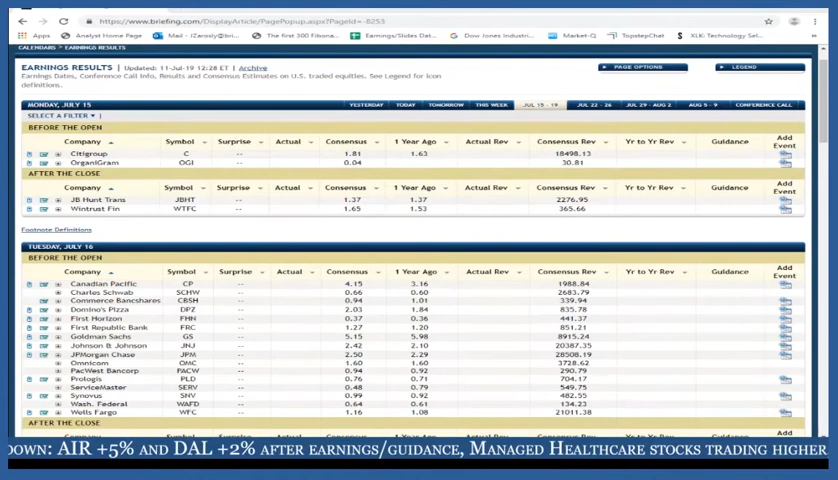 https://www.briefing.com/DisplayArticle/PagePopup.aspx?PageId=-8253
Apps Analyst Home Page Mail - JZarosly@bri... The first 300 Fibona... Earnings/Slides Dat... Dow Jones Industri... Market-Q TopstepChat XLK: Technology Se...
CALENDARS > EARNINGS RESULTS
EARNINGS RESULTS | Updated: 11-Jul-19 12:28 ET | Archive
Earnings Dates, Conference Call Info, Results and Consensus Estimates on U.S. traded equities. See Legend for icon
definitions.
PAGE OPTIONS
LEGEND
MONDAY, JULY 15 YESTERDAY TODAY TOMORROW THIS WEEK JUL 15 - 19 JUL 22 - 26 JUL 29 - AUG 2 AUG 5 - 9 CONFERENCE CALL
SELECT A FILTER |
BEFORE THE OPEN
Company Symbol Surprise Actual Consensus 1 Year Ago Actual Rev Consensus Rev Yr to Yr Rev Guidance Add Event
Citigroup C -- 1.81 1.63 18498.13
OrganiGram OGI -- 0.04 30.81
AFTER THE CLOSE
Company Symbol Surprise Actual Consensus 1 Year Ago Actual Rev Consensus Rev Yr to Yr Rev Guidance Add Event
JB Hunt Trans JBHT -- 1.37 1.37 2276.95
Wintrust Fin WTFC -- 1.65 1.53 365.66
Footnote Definitions
TUESDAY, JULY 16
BEFORE THE OPEN
Company Symbol Surprise Actual Consensus 1 Year Ago Actual Rev Consensus Rev Yr to Yr Rev Guidance Add Event
Canadian Pacific CP -- 4.15 3.16 1988.84
Charles Schwab SCHW -- 0.66 0.60 2683.79
Commerce Bancshares CBSH -- 0.94 1.01 339.94
Domino's Pizza DPZ -- 2.03 1.84 835.78
First Horizon FHN -- 0.37 0.36 441.37
First Republic Bank FRC -- 1.27 1.20 851.21
Goldman Sachs GS -- 5.15 5.98 8915.24
Johnson & Johnson JNJ -- 2.42 2.10 20387.35
JPMorgan Chase JPM -- 2.50 2.29 28508.19
Omnicom OMC -- 1.60 1.60 3728.62
PacWest Bancorp PACW -- 0.94 0.92 290.79
Prologis PLD -- 0.76 0.71 704.17
ServiceMaster SERV -- 0.48 0.79 549.75
Synovus SNV -- 0.99 0.92 482.55
Wash. Federal WAFD -- 0.64 0.61 134.23
Wells Fargo WFC -- 1.16 1.08 21011.38
AFTER THE CLOSE
Add
DOWN: AIR +5% AND DAL +2% AFTER EARNINGS/GUIDANCE, MANAGED HEALTHCARE STOCKS TRADING HIGHER